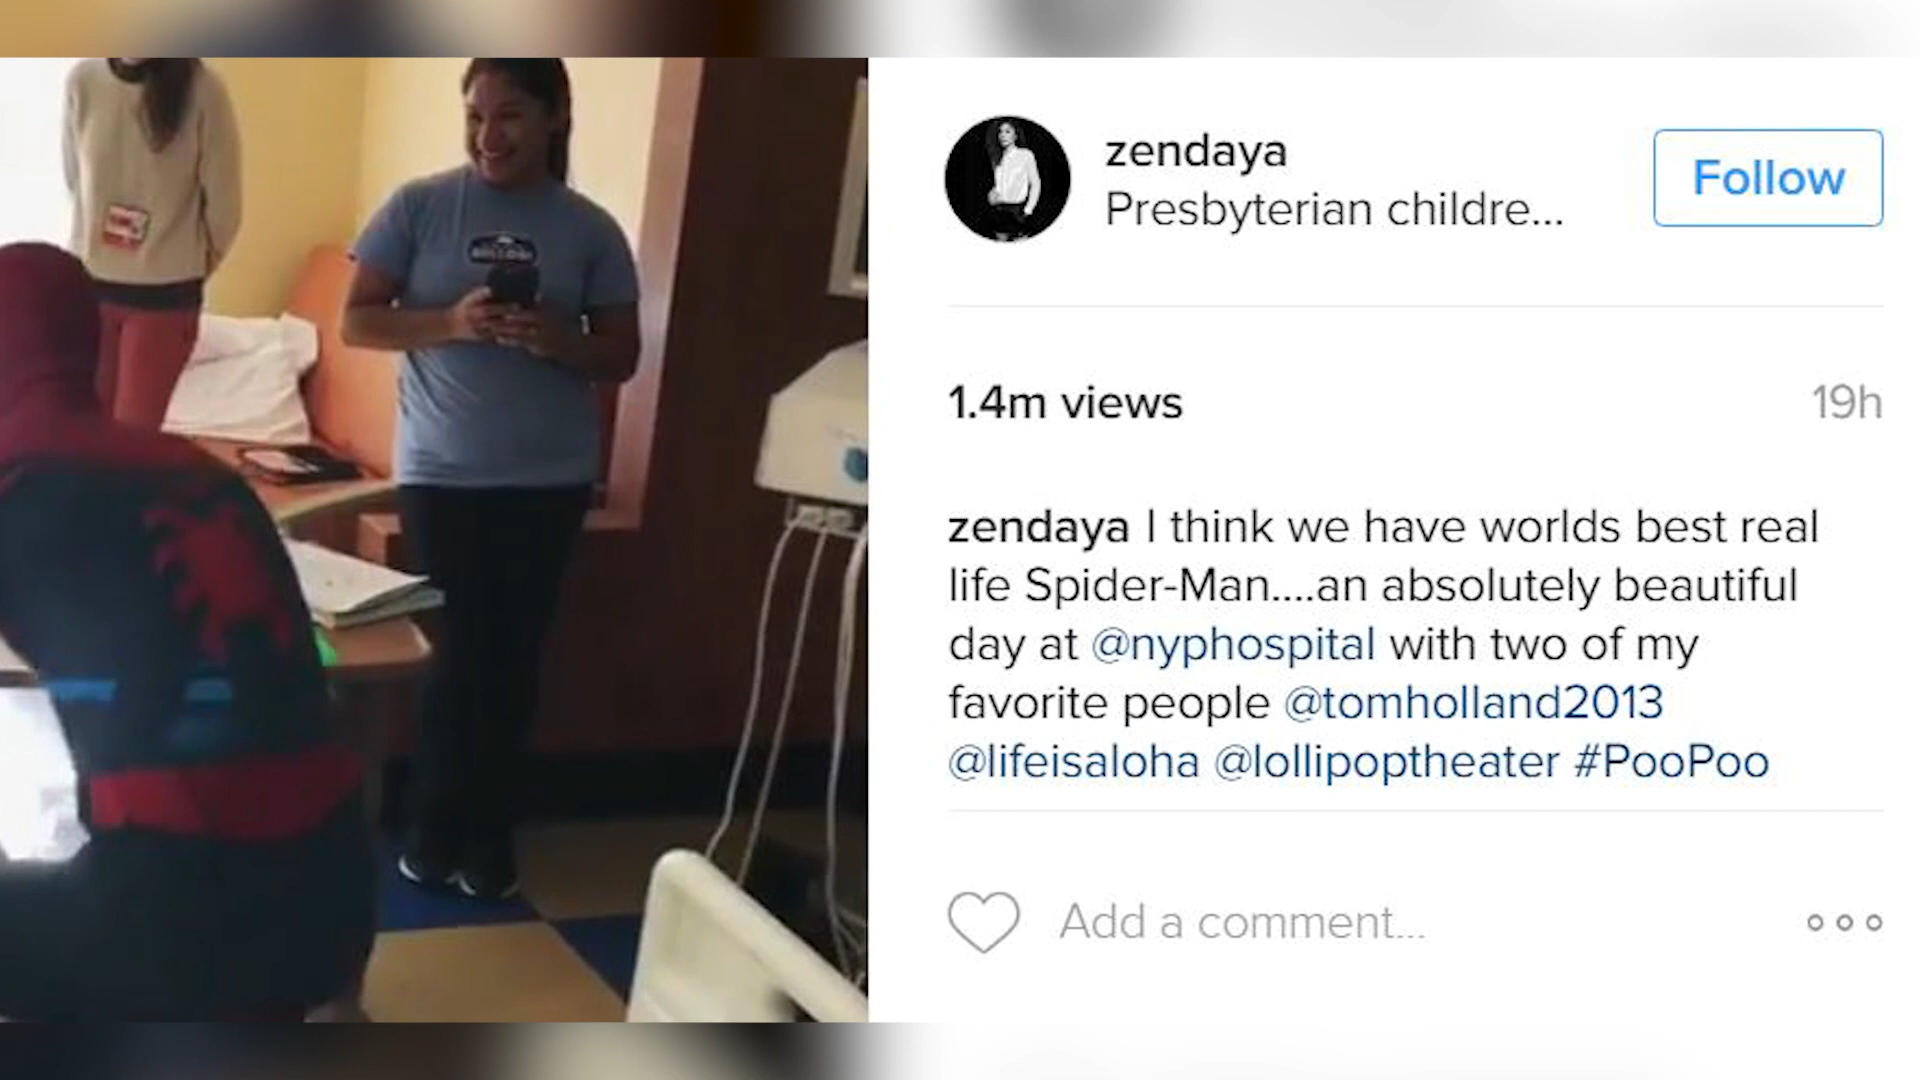 zendaya
Presbyterian childre...
Follow
1.4m views
19h
zendaya I think we have worlds best real
life Spider-Man....an absolutely beautiful
day at @nyphospital with two of my
favorite people @tomholland2013
@lifeisaloha @lollipoptheater #PooPoo
Add a comment...